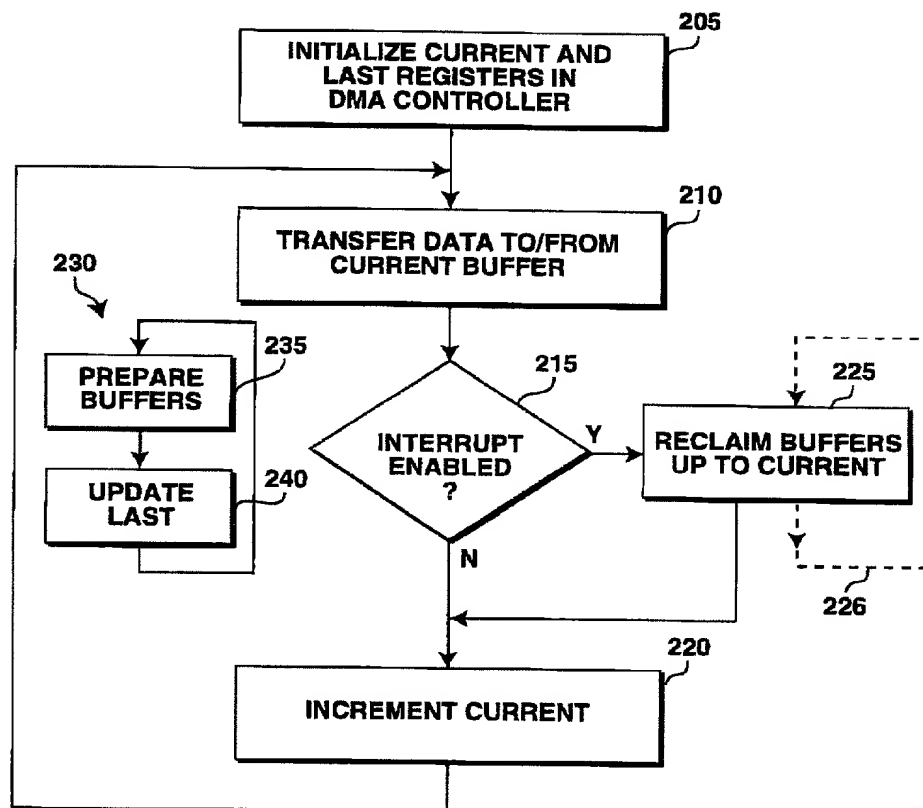 205
INITIALIZE CURRENT AND
LAST REGISTERS IN
DMA CONTROLLER
210
TRANSFER DATA TO/FROM
CURRENT BUFFER
230
235
PREPARE
BUFFERS
240
UPDATE
LAST
215
INTERRUPT
ENABLED
?
Y
N
225
RECLAIM BUFFERS
UP TO CURRENT
226
220
INCREMENT CURRENT